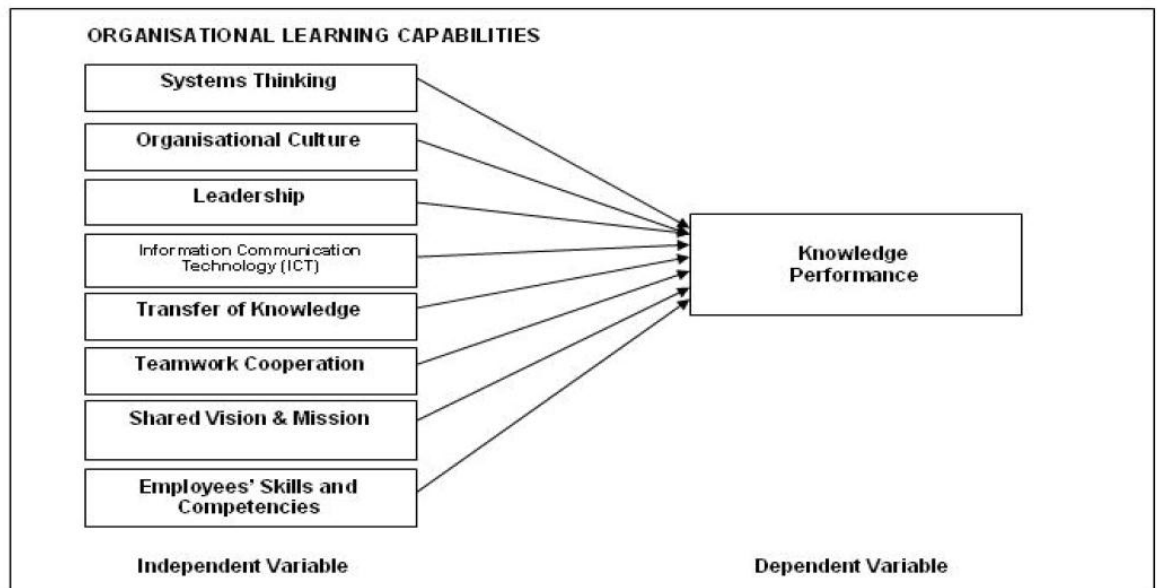 ORGANISATIONAL LEARNING CAPABILITIES
Systems Thinking
Organisational Culture
Leadership
Information Communication
Technology (ICT)
Transfer of Knowledge
Teamwork Cooperation
Shared Vision & Mission
Employees' Skills and
Competencies
Knowledge
Performance
Independent Variable
Dependent Variable